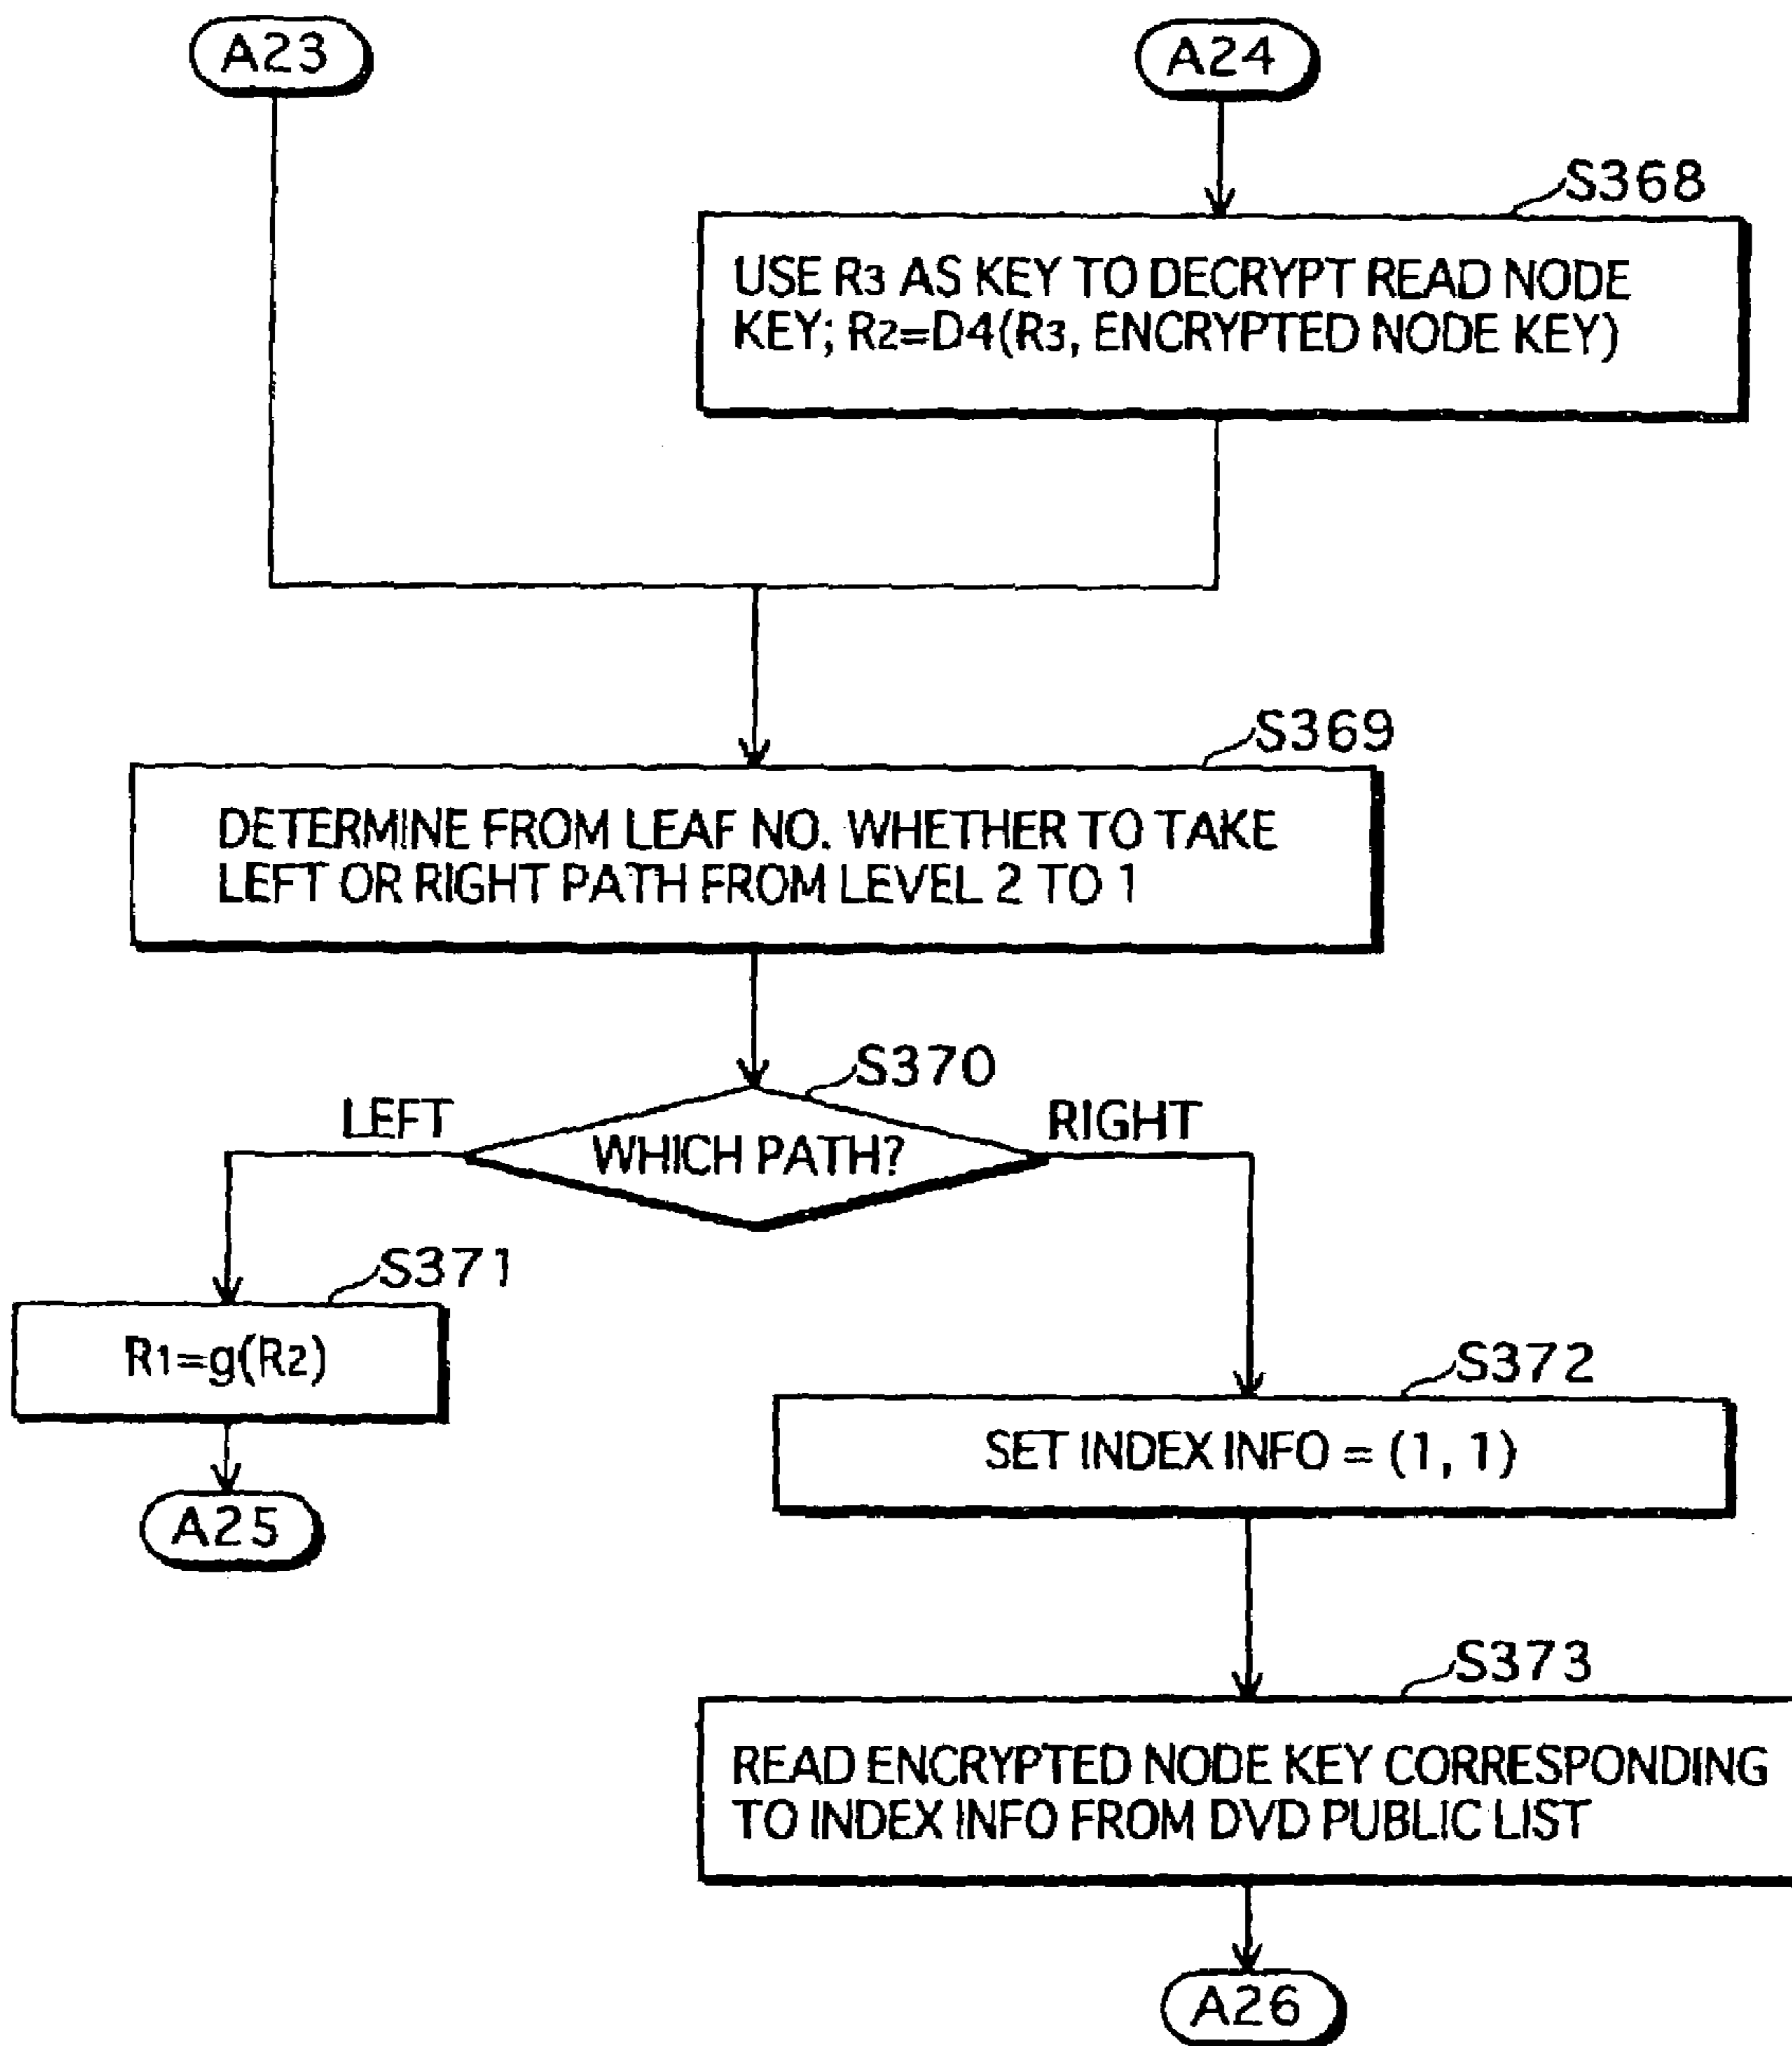 A23
A24
S368
USE R3 AS KEY TO DECRYPT READ NODE
KEY; R2=D4(R3, ENCRYPTED NODE KEY)
S369
DETERMINE FROM LEAF NO. WHETHER TO TAKE
LEFT OR RIGHT PATH FROM LEVEL 2 TO 1
S370
LEFT
WHICH PATH?
RIGHT
S371
R1=g(R2)
A25
S372
SET INDEX INFO = (1, 1)
S373
READ ENCRYPTED NODE KEY CORRESPONDING
TO INDEX INFO FROM DVD PUBLIC LIST
A26